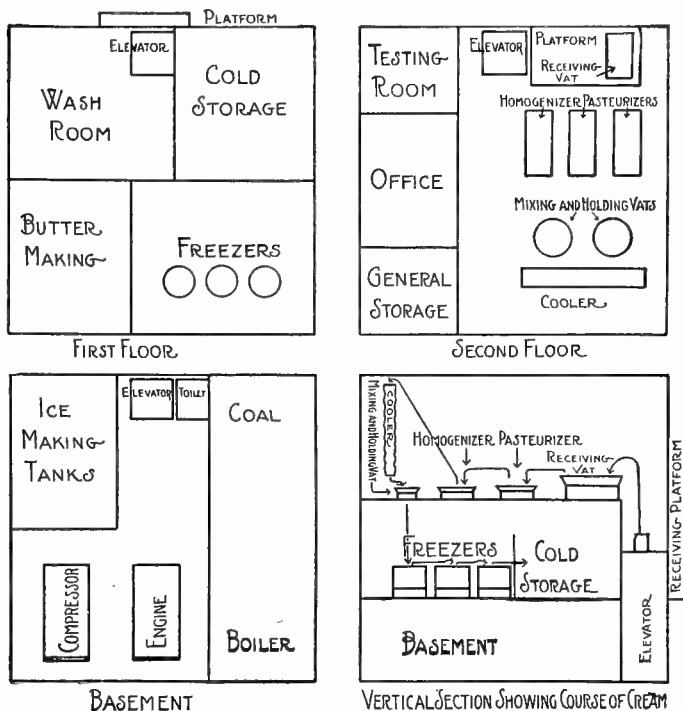 PLATFORM
ELEVATOR
WASH
ROOM
COLD
STORAGE
BUTTER
MAKING
FREEZERS
FIRST FLOOR
TESTING
ROOM
ELEVATOR
PLATFORM
RECEIVING
VAT
HOMOGENIZER PASTEURIZERS
OFFICE
MIXING AND HOLDING VATS
GENERAL
STORAGE
COOLER
SECOND FLOOR
ICE
MAKING
TANKS
ELEVATOR
TOILET
COAL
COMPRESSOR
ENGINE
BOILER
BASEMENT
MIXING AND HOLDING VAT
COOLER
HOMOGENIZER PASTEURIZER
RECEIVING
VAT
RECEIVING PLATFORM
FREEZERS
COLD
STORAGE
BASEMENT
ELEVATOR
VERTICAL SECTION SHOWING COURSE OF CREAM